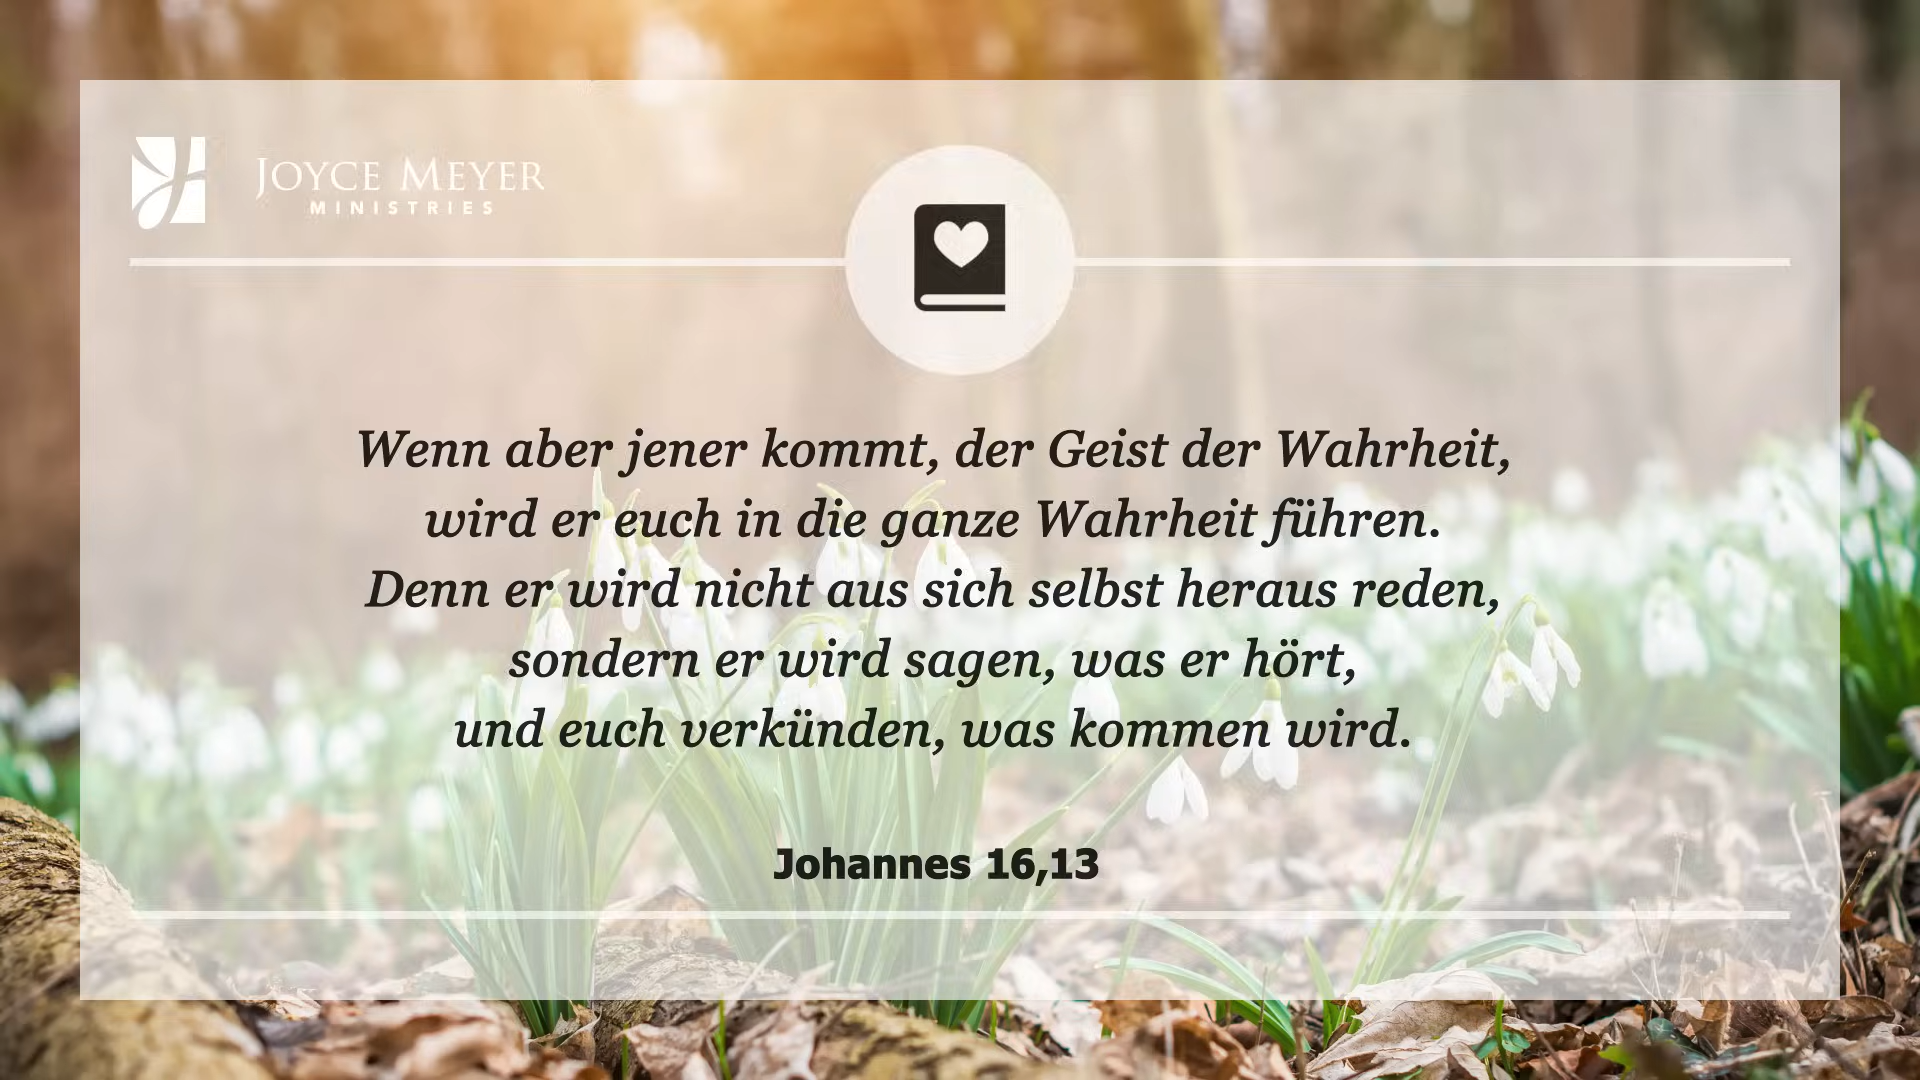 JOYCE MEYER
MINISTRIES
Wenn aber jener kommt, der Geist der Wahrheit,
wird er euch in die ganze Wahrheit führen.
Denn er wird nicht aus sich selbst heraus reden,
sondern er wird sagen, was er hört,
und euch verkünden, was kommen wird.
Johannes 16,13